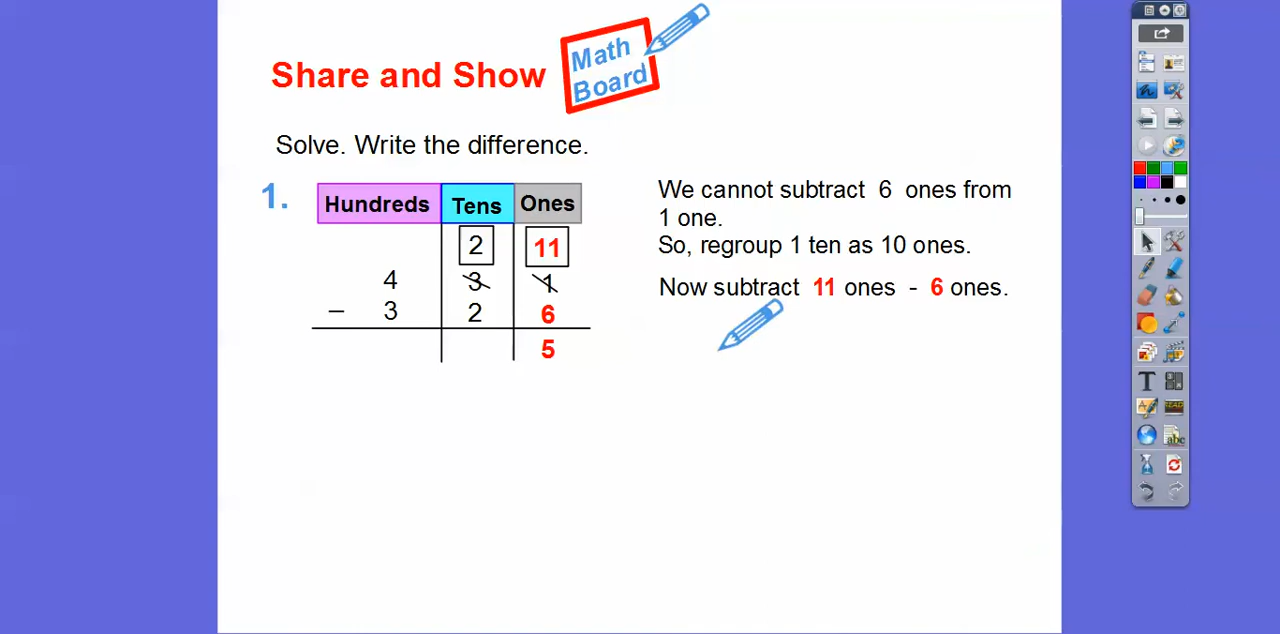 Share and Show
Math
Board
Solve. Write the difference.
1.
Hundreds Tens Ones
2 11
4 3 1
− 3 2 6
5
We cannot subtract 6 ones from
1 one.
So, regroup 1 ten as 10 ones.
Now subtract 11 ones - 6 ones.
T
abc